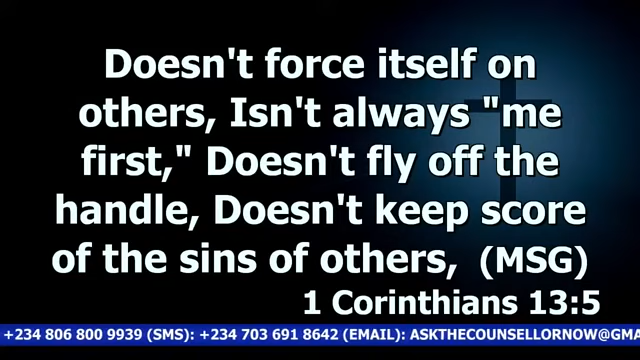 Doesn't force itself on
others, Isn't always "me
first," Doesn't fly off the
handle, Doesn't keep score
of the sins of others, (MSG)
1 Corinthians 13:5
+234 806 800 9939 (SMS): +234 703 691 8642 (EMAIL): ASKTHECOUNSELLORNOW@GMA